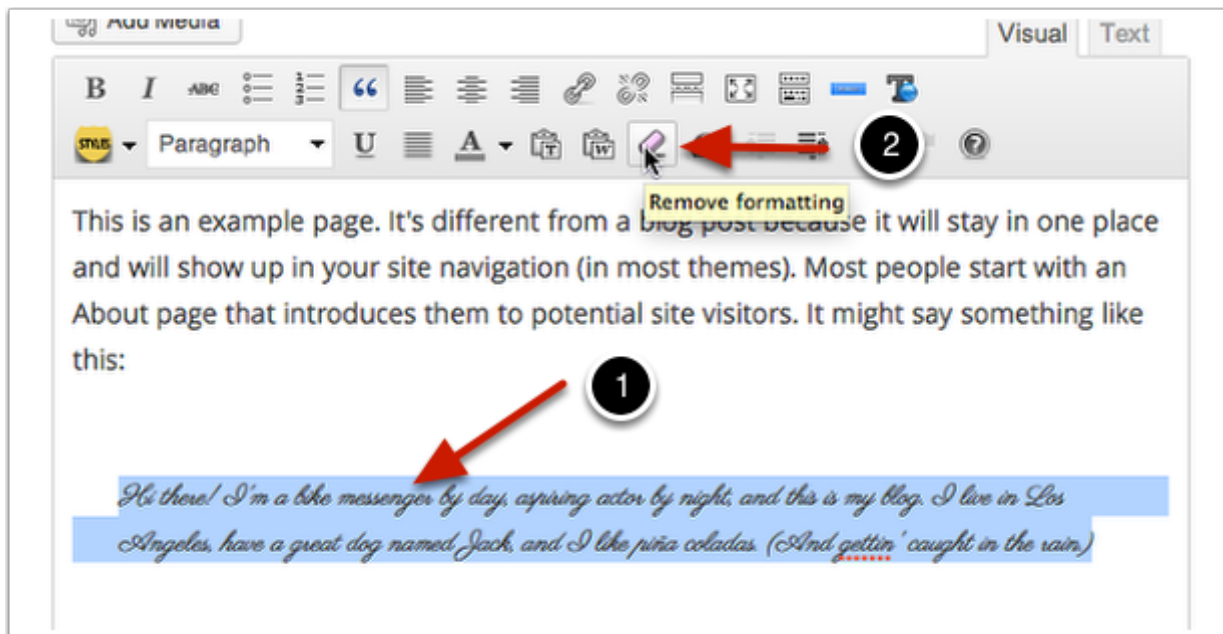 Add Media
Visual Text
B I ABC
STYLES Paragraph U A T W 2
Remove formatting
This is an example page. It's different from a blog post because it will stay in one place
and will show up in your site navigation (in most themes). Most people start with an
About page that introduces them to potential site visitors. It might say something like
this:
1
Hi there! I'm a bike messenger by day, aspiring actor by night, and this is my blog. I live in Los
Angeles, have a great dog named Jack, and I like piña coladas. (And gettin' caught in the rain.)